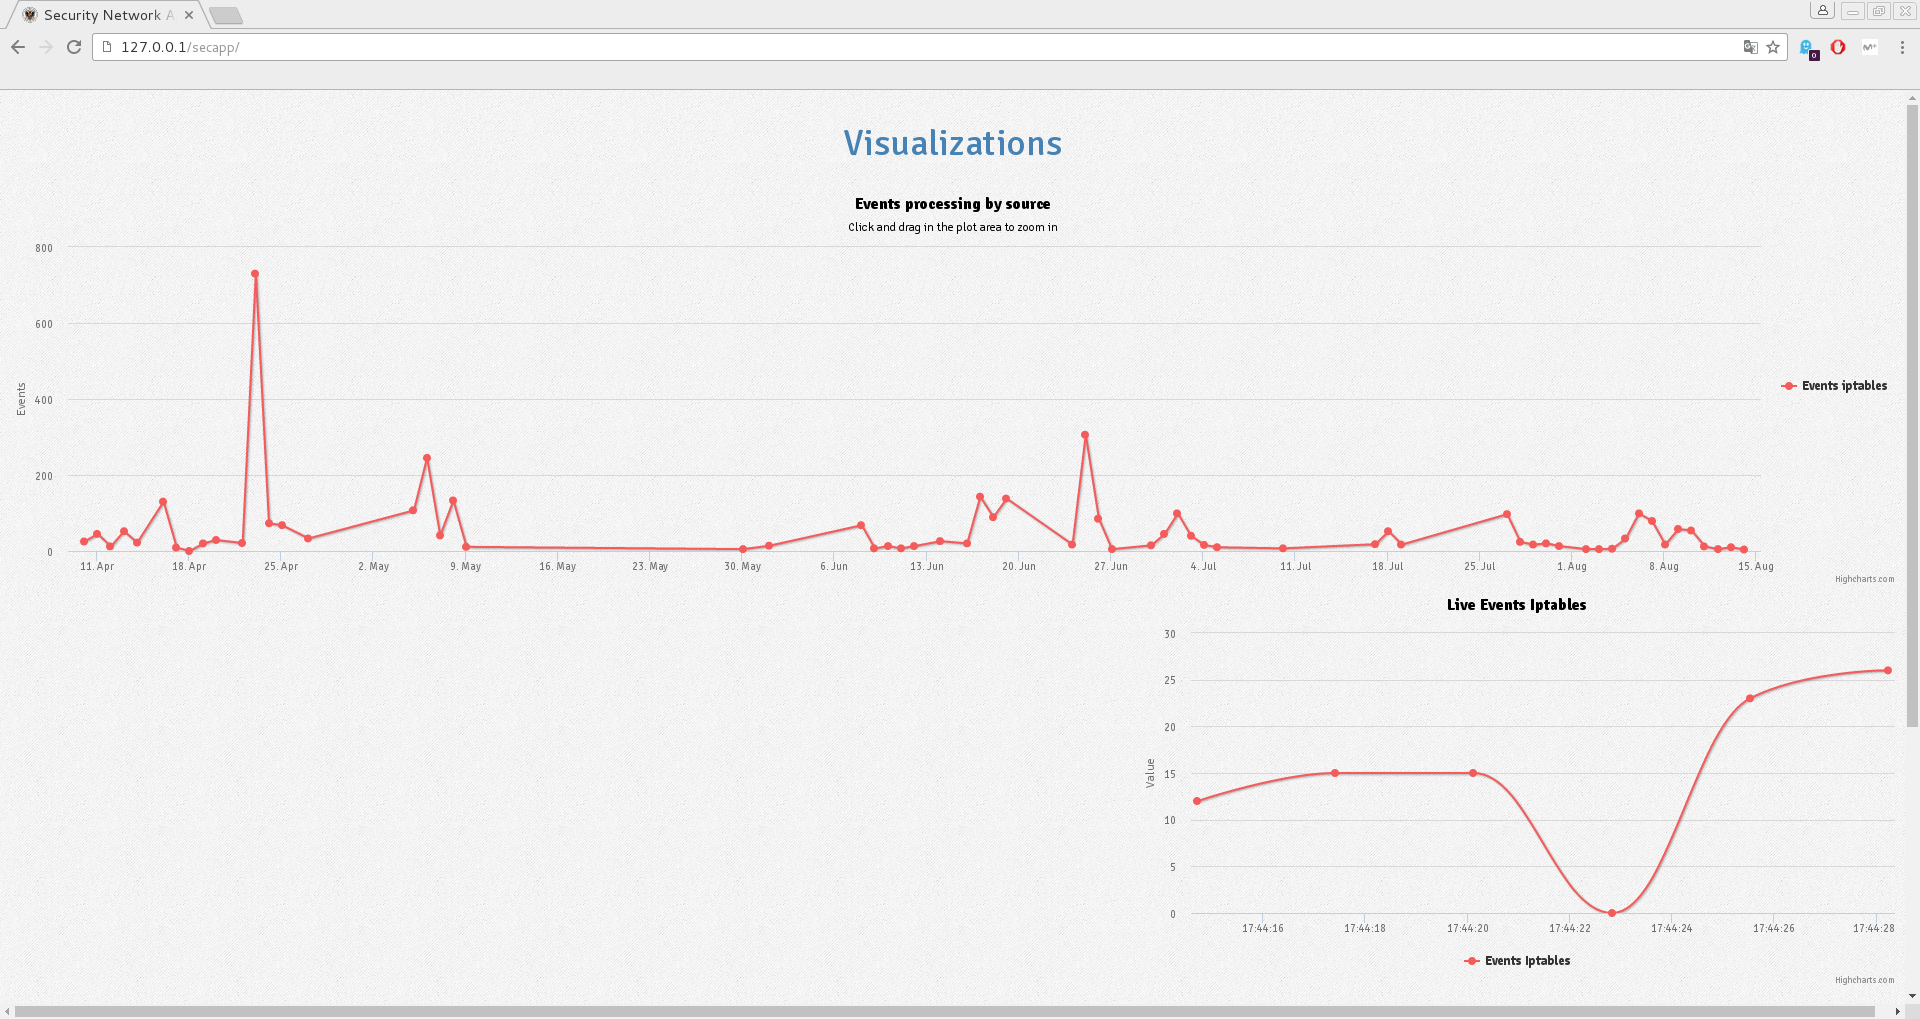 Security Network A
127.0.0.1/secapp/
0
M+
Visualizations
Events processing by source
Click and drag in the plot area to zoom in
800
600
400
200
0
Events
11. Apr 18. Apr 25. Apr 2. May 9. May 16. May 23. May 30. May 6. Jun 13. Jun 20. Jun 27. Jun 4. Jul 11. Jul 18. Jul 25. Jul 1. Aug 8. Aug 15. Aug
Events iptables
Highcharts.com
Live Events Iptables
30
25
20
15
10
5
0
Value
17:44:16 17:44:18 17:44:20 17:44:22 17:44:24 17:44:26 17:44:28
Events Iptables
Highcharts.com